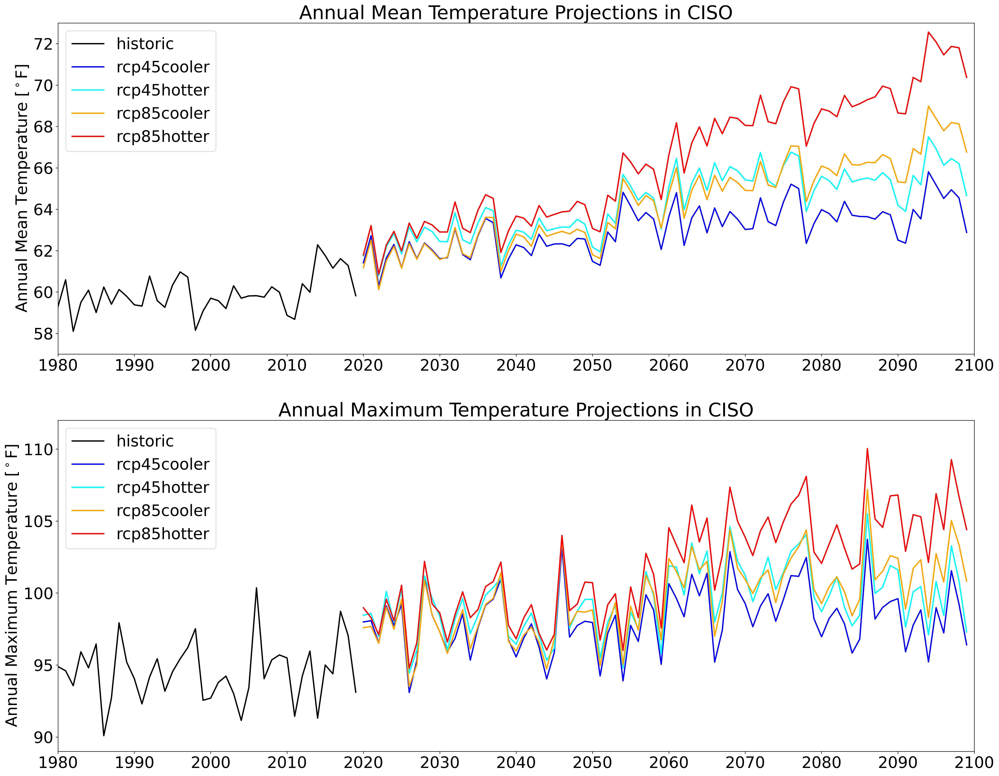 Annual Mean Temperature Projections in CISO
Annual Mean Temperature [°F]
72
70
68
66
64
62
60
58
historic
rcp45cooler
rcp45hotter
rcp85cooler
rcp85hotter
1980 1990 2000 2010 2020 2030 2040 2050 2060 2070 2080 2090 2100
Annual Maximum Temperature Projections in CISO
Annual Maximum Temperature [°F]
110
105
100
95
90
historic
rcp45cooler
rcp45hotter
rcp85cooler
rcp85hotter
1980 1990 2000 2010 2020 2030 2040 2050 2060 2070 2080 2090 2100